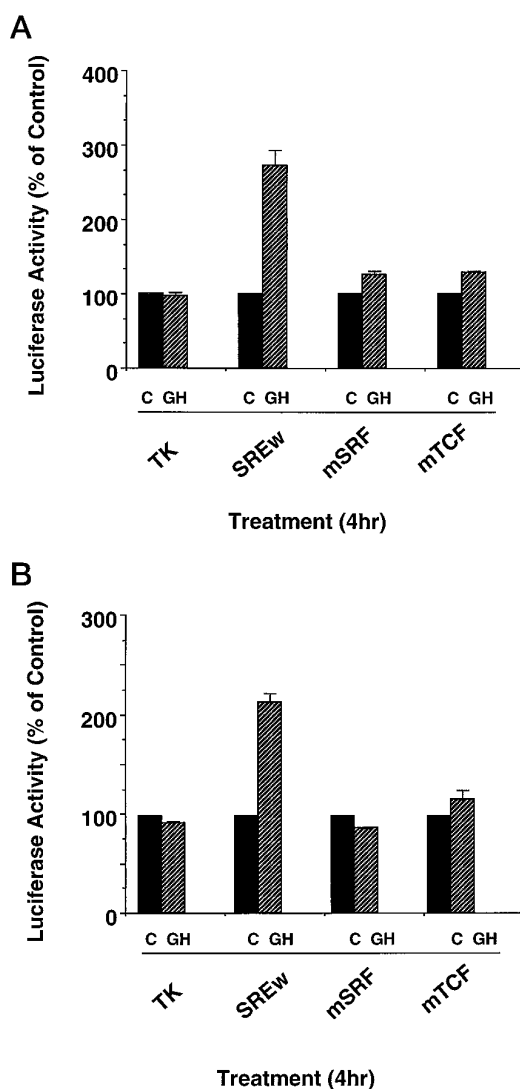 A
Luciferase Activity (% of Control)
400
300
200
100
0
C GH C GH C GH C GH
TK SREw mSRF mTCF
Treatment (4hr)
B
Luciferase Activity (% of Control)
300
200
100
0
C GH C GH C GH C GH
TK SREw mSRF mTCF
Treatment (4hr)